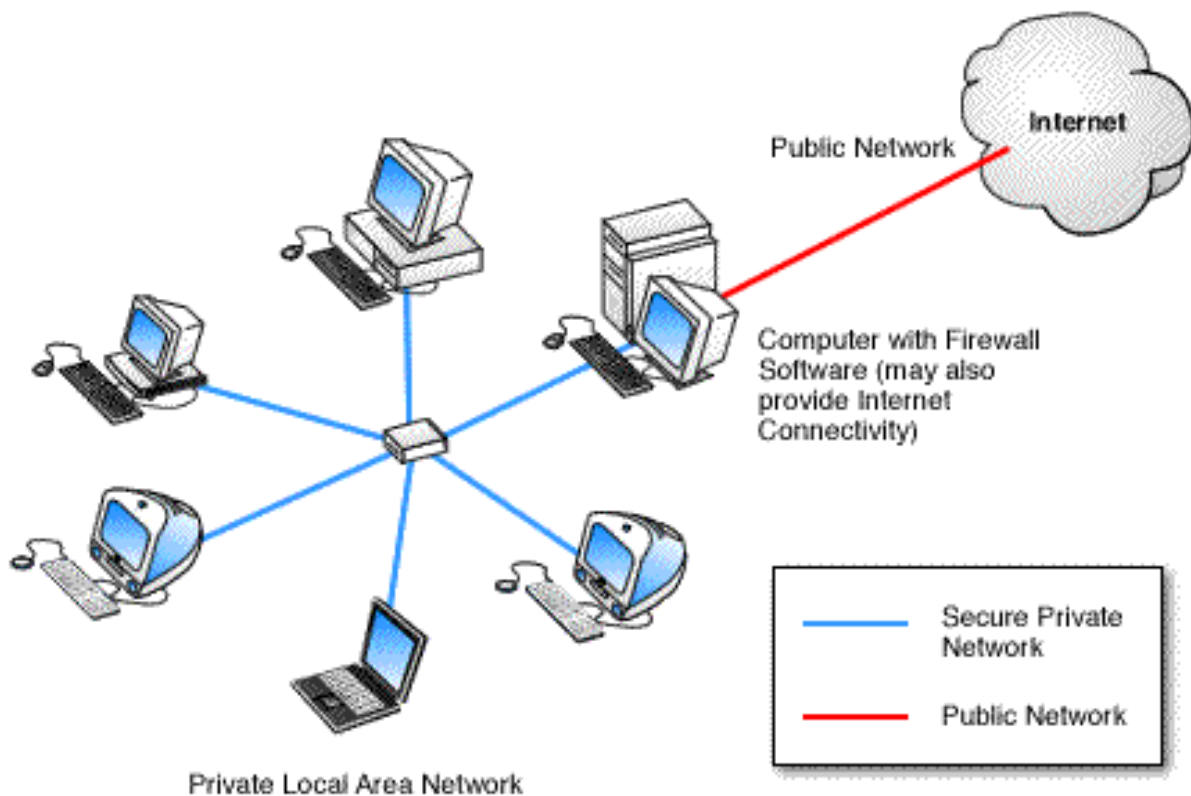 Internet
Public Network
Computer with Firewall
Software (may also
provide Internet
Connectivity)
Secure Private
Network
Public Network
Private Local Area Network